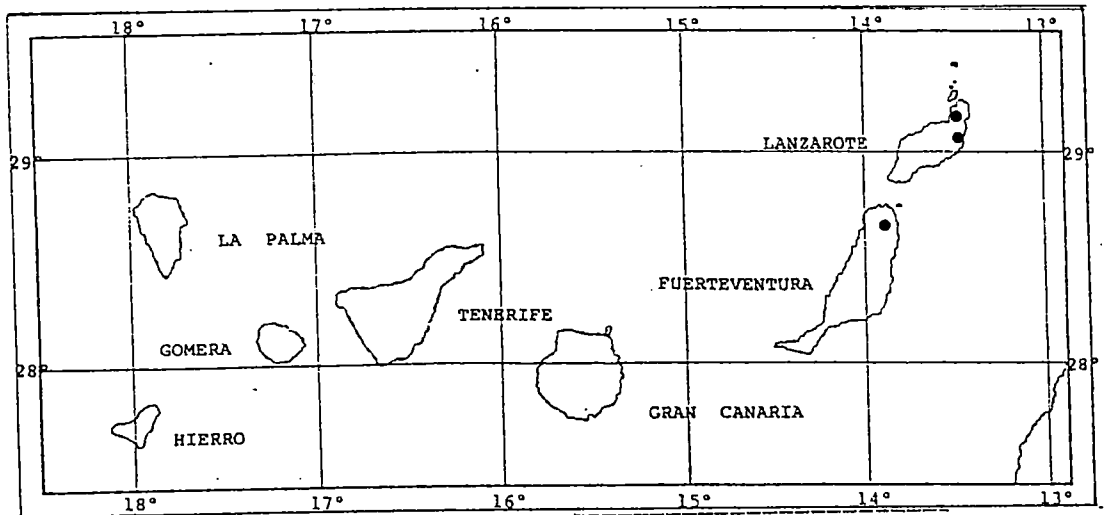 18° 17° 16° 15° 14° 13°
LANZAROTE
29° 29°
LA PALMA
FUERTEVENTURA
TENERIFE
GOMERA
28° 28°
GRAN CANARIA
HIERRO
18° 17° 16° 15° 14° 13°